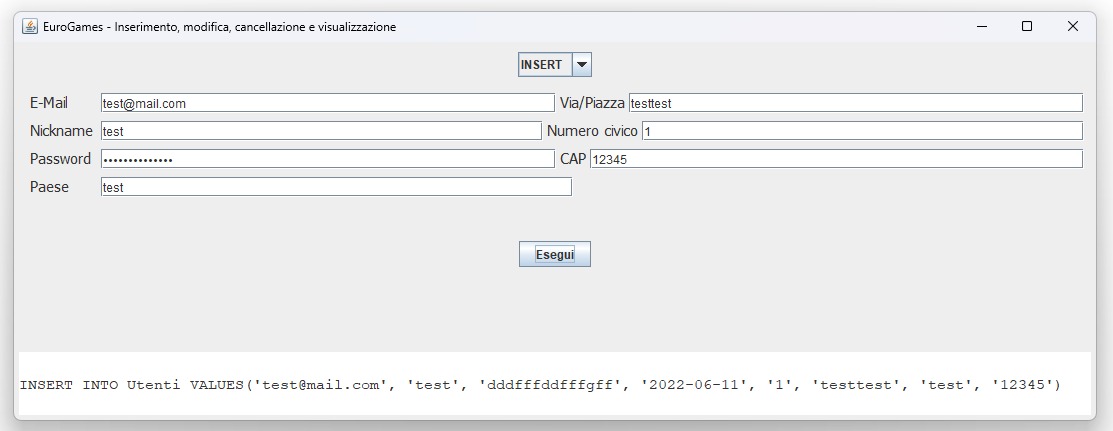 EuroGames - Inserimento, modifica, cancellazione e visualizzazione
INSERT
E-Mail test@mail.com Via/Piazza testtest
Nickname test Numero civico 1
Password •••••••••••••• CAP 12345
Paese test
Esegui
INSERT INTO Utenti VALUES('test@mail.com', 'test', 'dddfffddfffgff', '2022-06-11', '1', 'testtest', 'test', '12345')